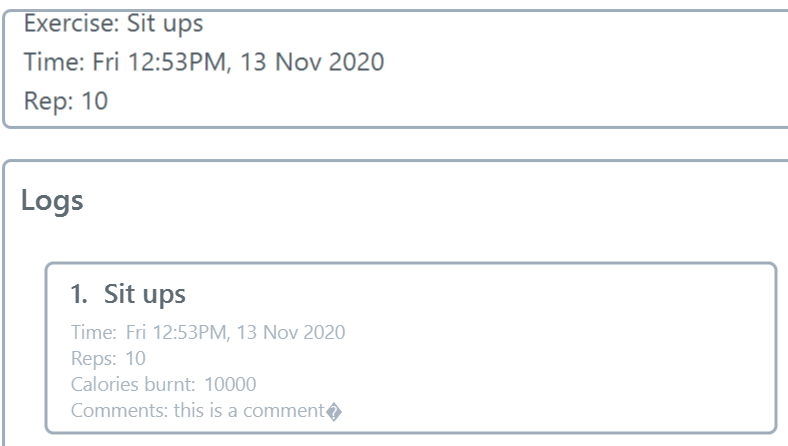 Exercise: Sit ups
Time: Fri 12:53PM, 13 Nov 2020
Rep: 10
Logs
1. Sit ups
Time: Fri 12:53PM, 13 Nov 2020
Reps: 10
Calories burnt: 10000
Comments: this is a comment�